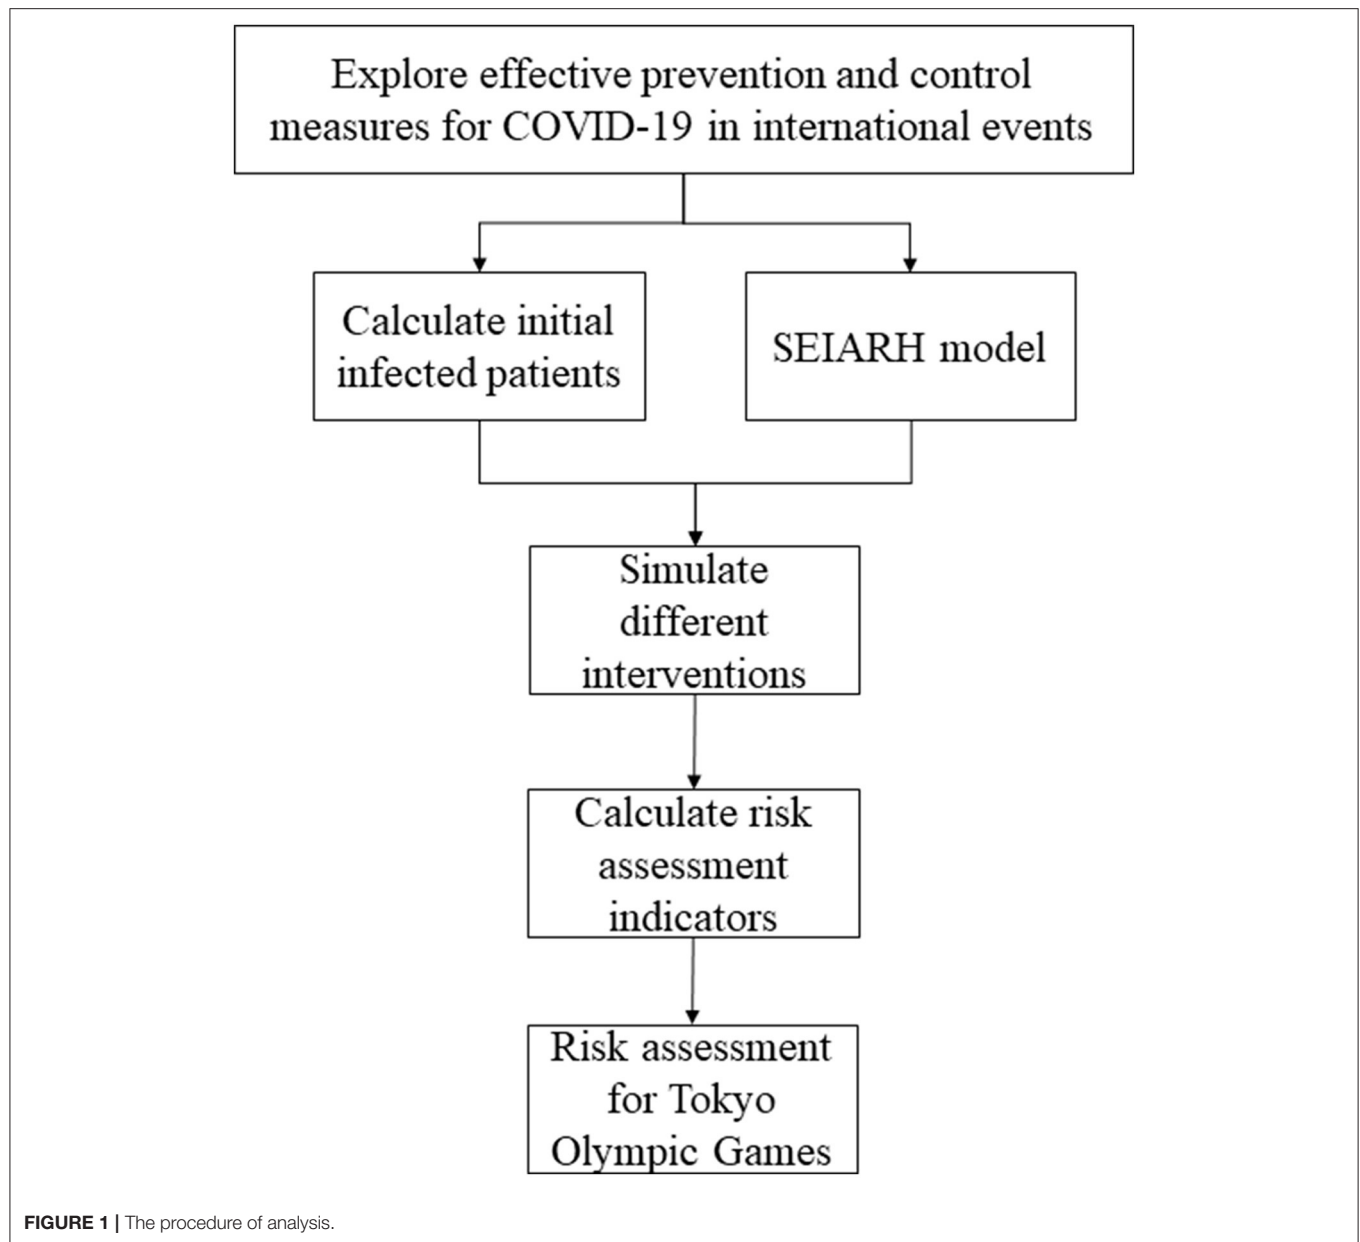 Explore effective prevention and control
measures for COVID-19 in international events
Calculate initial
infected patients
SEIARH model
Simulate
different
interventions
Calculate risk
assessment
indicators
Risk assessment
for Tokyo
Olympic Games
FIGURE 1 | The procedure of analysis.